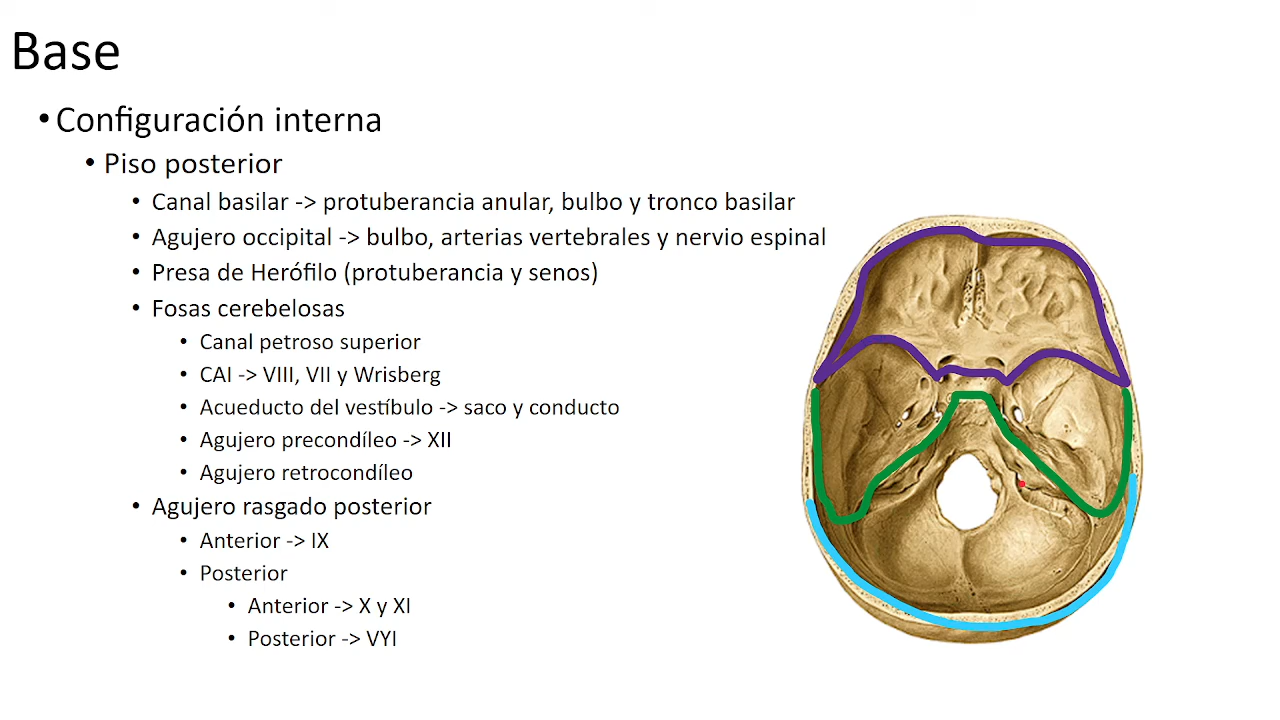 Base
• Configuración interna
• Piso posterior
• Canal basilar -> protuberancia anular, bulbo y tronco basilar
• Agujero occipital -> bulbo, arterias vertebrales y nervio espinal
• Presa de Herófilo (protuberancia y senos)
• Fosas cerebelosas
• Canal petroso superior
• CAI -> VIII, VII y Wrisberg
• Acueducto del vestíbulo -> saco y conducto
• Agujero precondíleo -> XII
• Agujero retrocondíleo
• Agujero rasgado posterior
• Anterior -> IX
• Posterior
• Anterior -> X y XI
• Posterior -> VYI